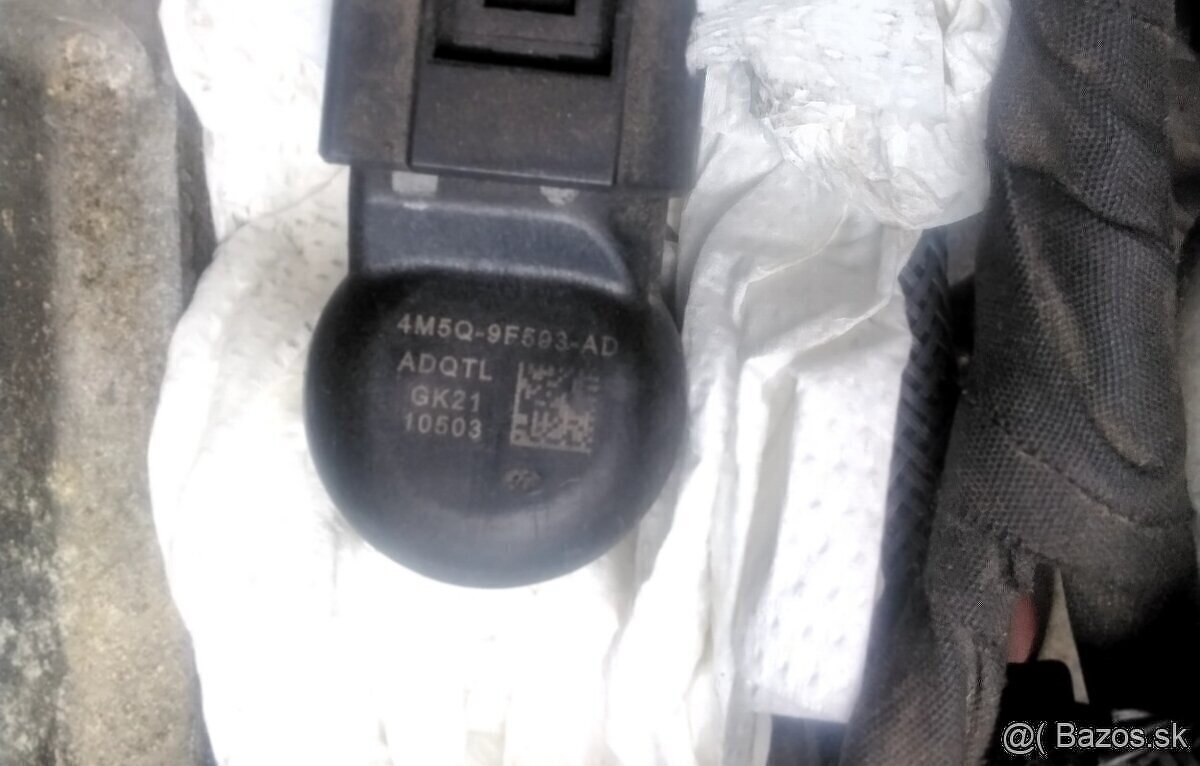 4M5Q-9F593-AD
ADQTL
GK21
10503
@( Bazos.sk